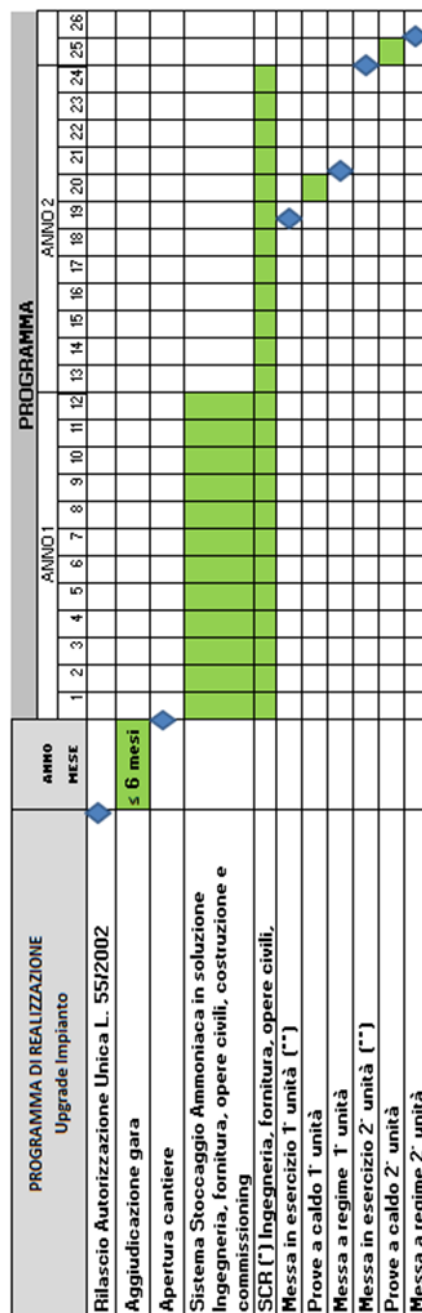 PROGRAMMA DI REALIZZAZIONE
Upgrade Impianto
ANNO
MESE
PROGRAMMA
ANNO 1
ANNO 2
1 2 3 4 5 6 7 8 9 10 11 12 13 14 15 16 17 18 19 20 21 22 23 24 25 26
Rilascio Autorizzazione Unica L. 55/2002
Aggiudicazione gara
≤ 6 mesi
Apertura cantiere
Sistema Stoccaggio Ammoniaca in soluzione
Ingegneria, fornitura, opere civili, costruzione e
commissioning
SCR (*) Ingegneria, fornitura, opere civili,
Messa in esercizio 1^ unità (**)
Prove a caldo 1^ unità
Messa a regime 1^ unità
Messa in esercizio 2^ unità (**)
Prove a caldo 2^ unità
Messa a regime 2^ unità